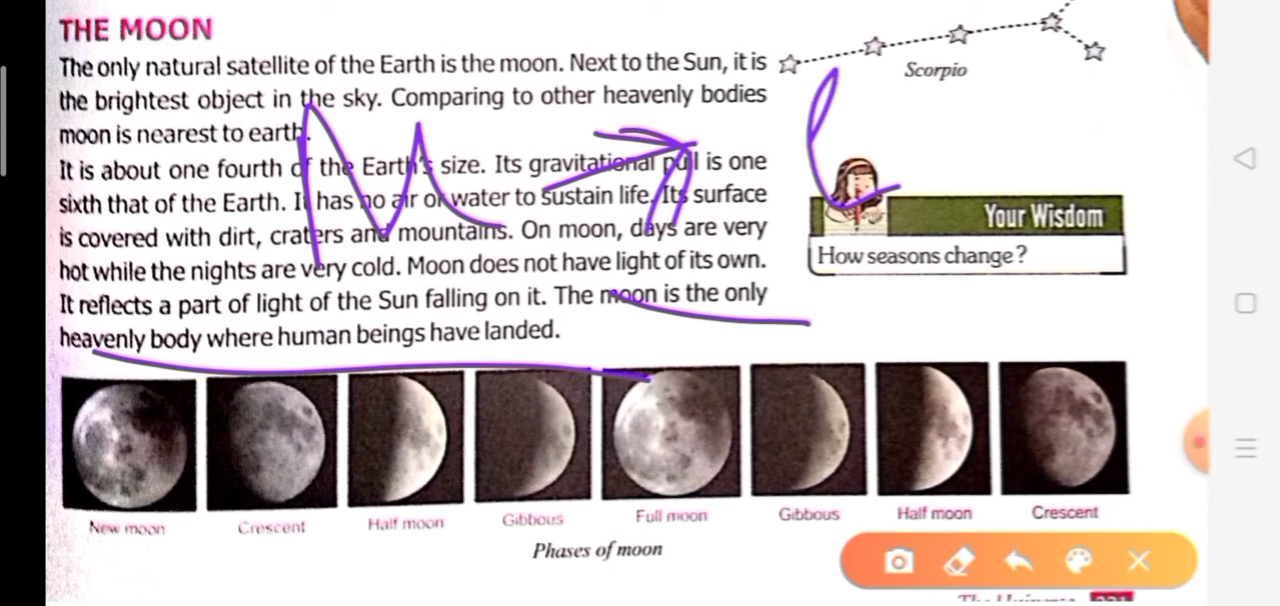 THE MOON
The only natural satellite of the Earth is the moon. Next to the Sun, it is
the brightest object in the sky. Comparing to other heavenly bodies
moon is nearest to earth.
It is about one fourth of the Earth's size. Its gravitational pull is one
sixth that of the Earth. It has no air or water to sustain life. Its surface
is covered with dirt, craters and mountains. On moon, days are very
hot while the nights are very cold. Moon does not have light of its own.
It reflects a part of light of the Sun falling on it. The moon is the only
heavenly body where human beings have landed.
Scorpio
Your Wisdom
How seasons change?
New moon
Crescent
Half moon
Gibbous
Full moon
Gibbous
Half moon
Crescent
Phases of moon